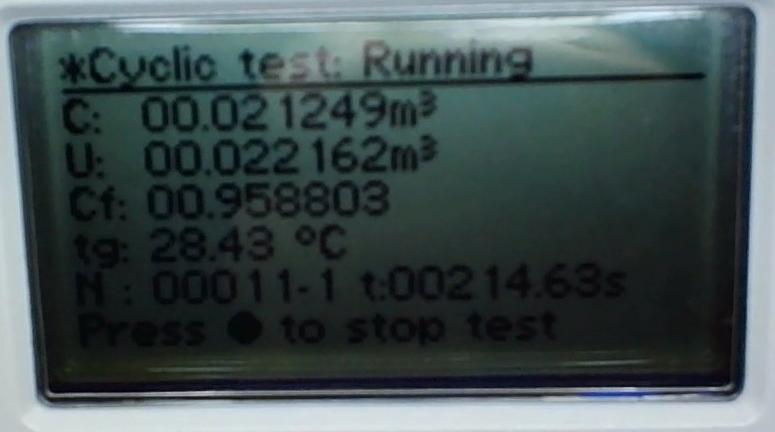 *Cyclic test: Running
C: 00.021249m³
U: 00.022162m³
Cf: 00.958803
tg: 28.43 °C
N : 00011-1 t:00214.63s
Press ● to stop test